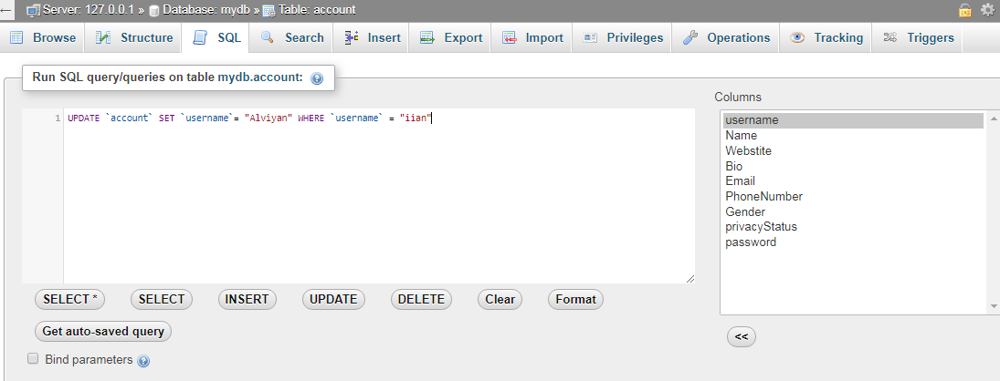 Server: 127.0.0.1 » Database: mydb » Table: account
Browse Structure SQL Search Insert Export Import Privileges Operations Tracking Triggers
Run SQL query/queries on table mydb.account:
Columns
1 UPDATE `account` SET `username`= "Alviyan" WHERE `username` = "iian"
username
Name
Webstite
Bio
Email
PhoneNumber
Gender
privacyStatus
password
SELECT * SELECT INSERT UPDATE DELETE Clear Format
Get auto-saved query
<<
Bind parameters